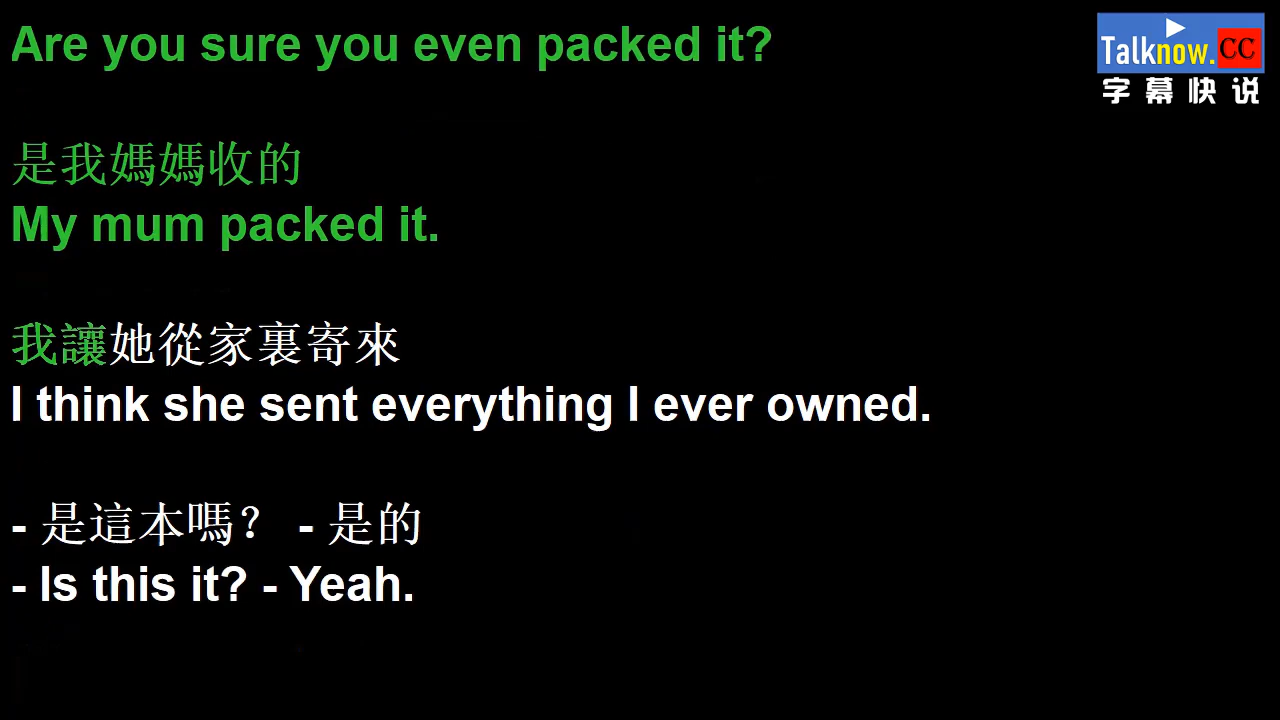 Are you sure you even packed it?
Talknow.CC
字幕快说
是我媽媽收的
My mum packed it.
我讓她從家裏寄來
I think she sent everything I ever owned.
- 是這本嗎？ - 是的
- Is this it? - Yeah.